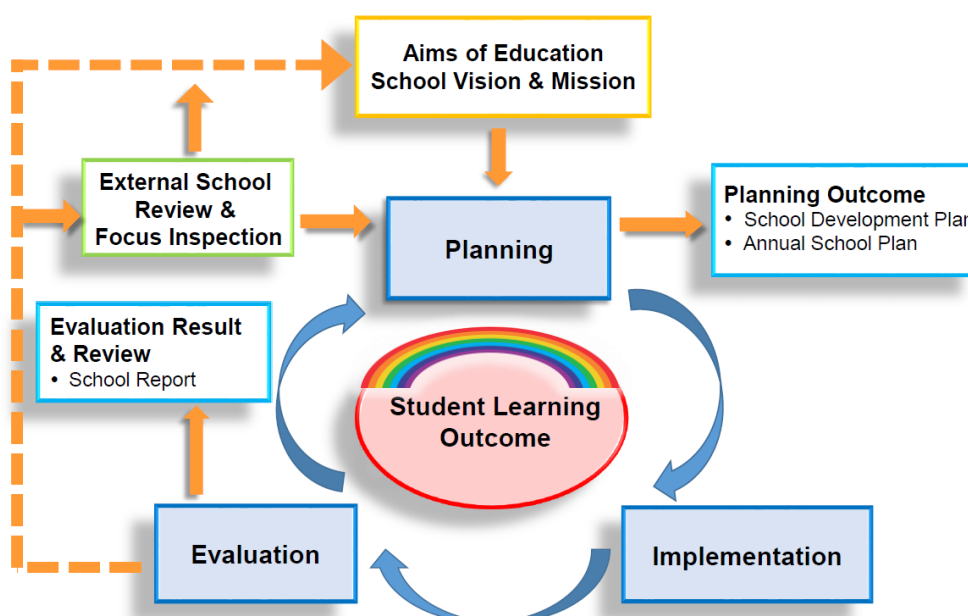 Aims of Education
School Vision & Mission
External School
Review &
Focus Inspection
Planning
Planning Outcome
• School Development Plan
• Annual School Plan
Evaluation Result
& Review
• School Report
Student Learning
Outcome
Evaluation
Implementation